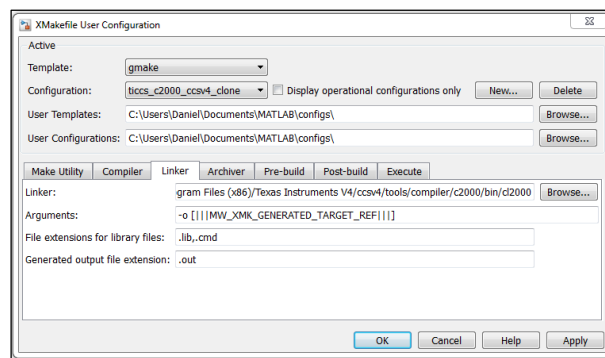 XMakefile User Configuration
Active
Template: gmake
Configuration: ticcs_c2000_ccsv4_clone Display operational configurations only New... Delete
User Templates: C:\Users\Daniel\Documents\MATLAB\configs\ Browse...
User Configurations: C:\Users\Daniel\Documents\MATLAB\configs\ Browse...
Make Utility Compiler Linker Archiver Pre-build Post-build Execute
Linker: gram Files (x86)/Texas Instruments V4/ccsv4/tools/compiler/c2000/bin/cl2000 Browse...
Arguments: -o [|||MW_XMK_GENERATED_TARGET_REF|||]
File extensions for library files: .lib,.cmd
Generated output file extension: .out
OK Cancel Help Apply